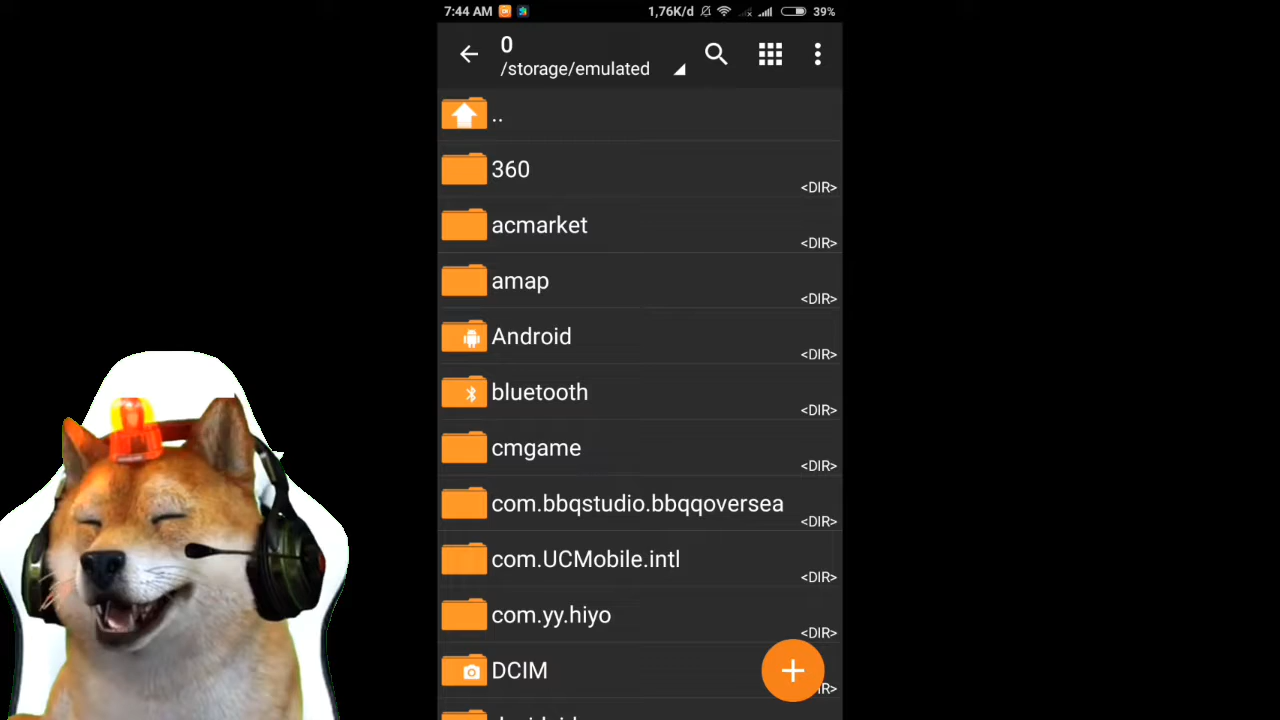 7:44 AM 1,76K/d 39%
0
/storage/emulated
..
360
<DIR>
acmarket
<DIR>
amap
<DIR>
Android
<DIR>
bluetooth
<DIR>
cmgame
<DIR>
com.bbqstudio.bbqqoversea
<DIR>
com.UCMobile.intl
<DIR>
com.yy.hiyo
<DIR>
DCIM